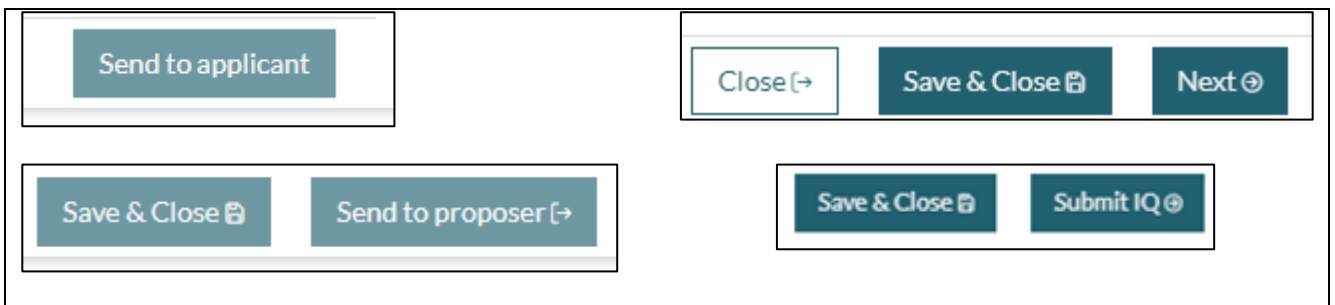 Send to applicant
Close Save & Close Next
Save & Close Send to proposer
Save & Close Submit IQ